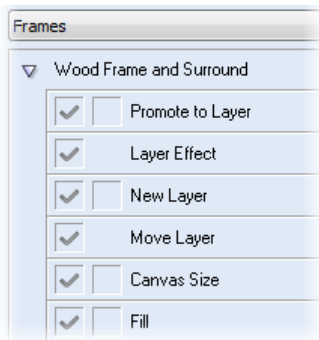 Frames
Wood Frame and Surround
Promote to Layer
Layer Effect
New Layer
Move Layer
Canvas Size
Fill